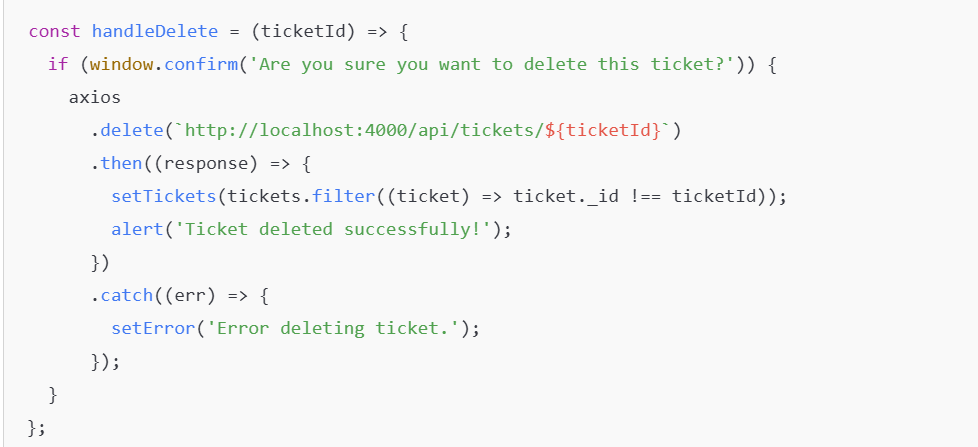 const handleDelete = (ticketId) => {
  if (window.confirm('Are you sure you want to delete this ticket?')) {
    axios
      .delete(`http://localhost:4000/api/tickets/${ticketId}`)
      .then((response) => {
        setTickets(tickets.filter((ticket) => ticket._id !== ticketId));
        alert('Ticket deleted successfully!');
      })
      .catch((err) => {
        setError('Error deleting ticket.');
      });
  }
};